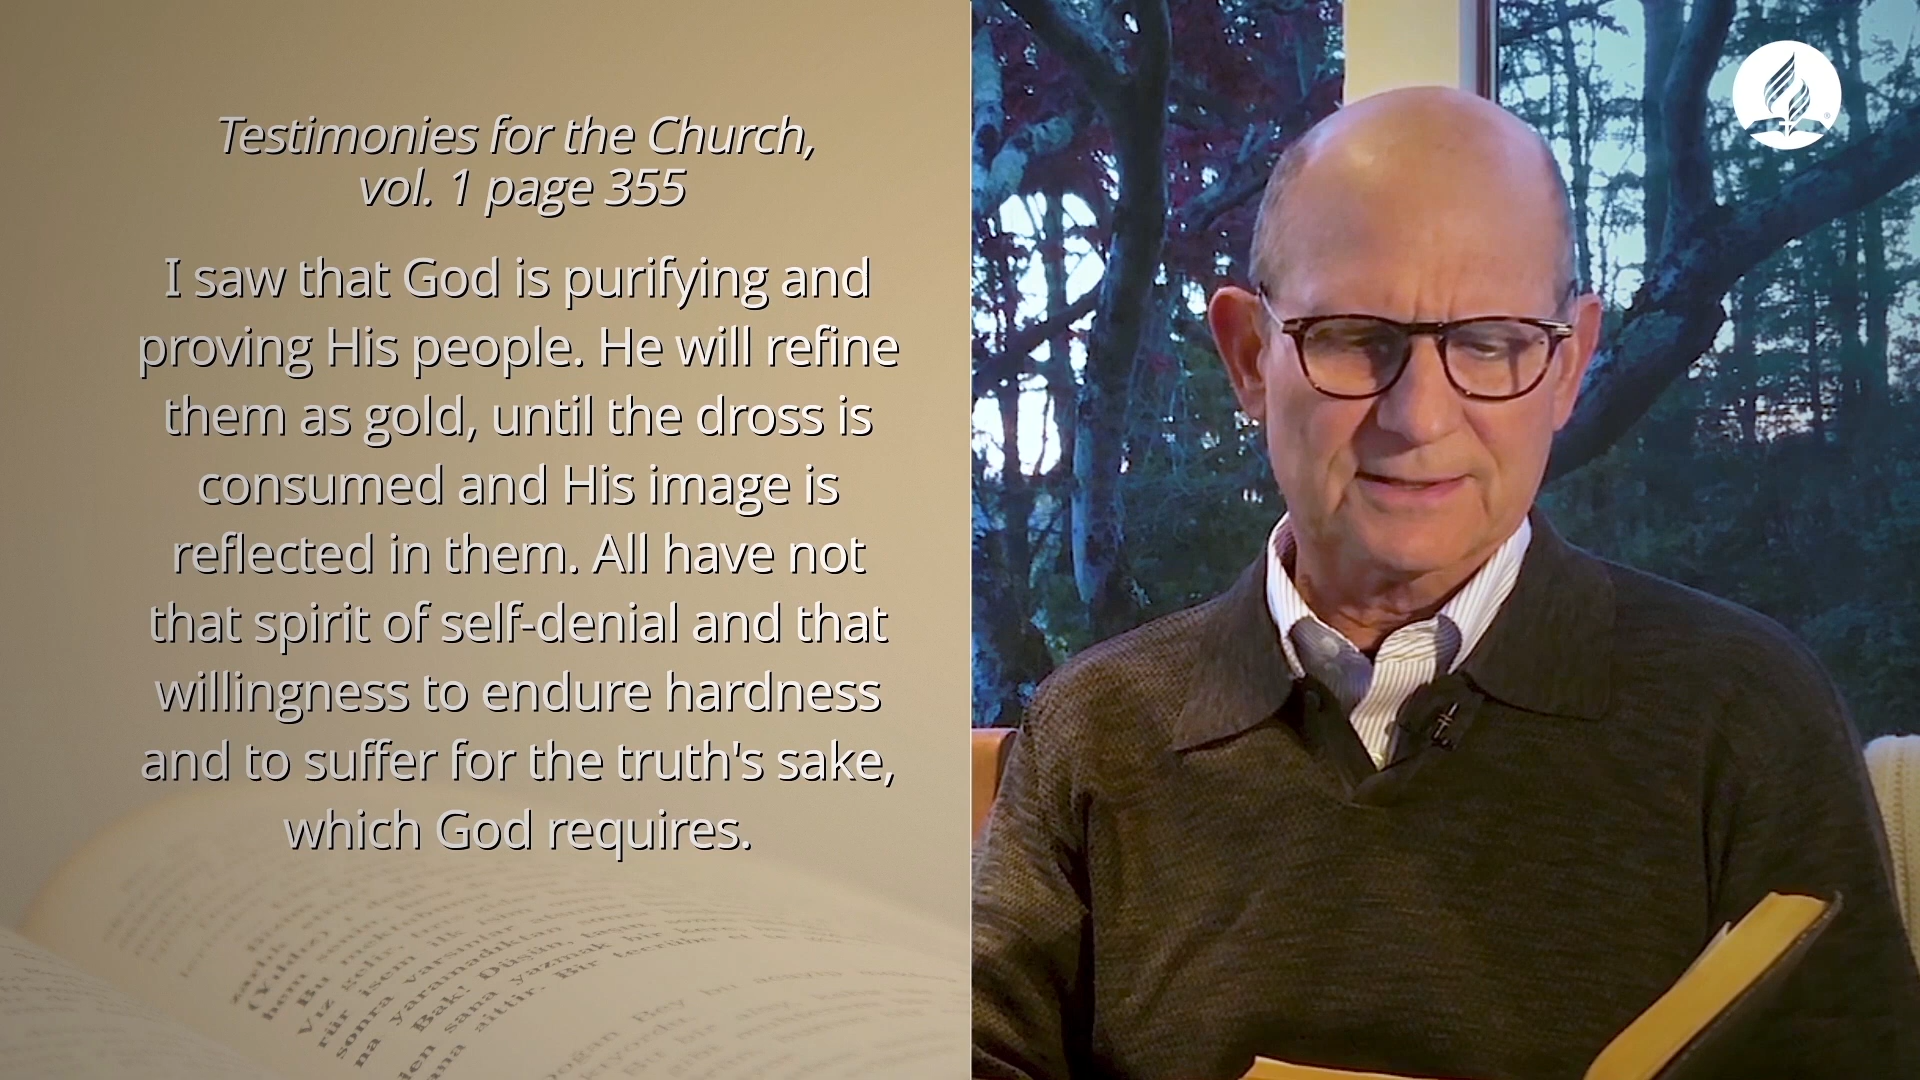 Testimonies for the Church,
vol. 1 page 355
I saw that God is purifying and
proving His people. He will refine
them as gold, until the dross is
consumed and His image is
reflected in them. All have not
that spirit of self-denial and that
willingness to endure hardness
and to suffer for the truth's sake,
which God requires.